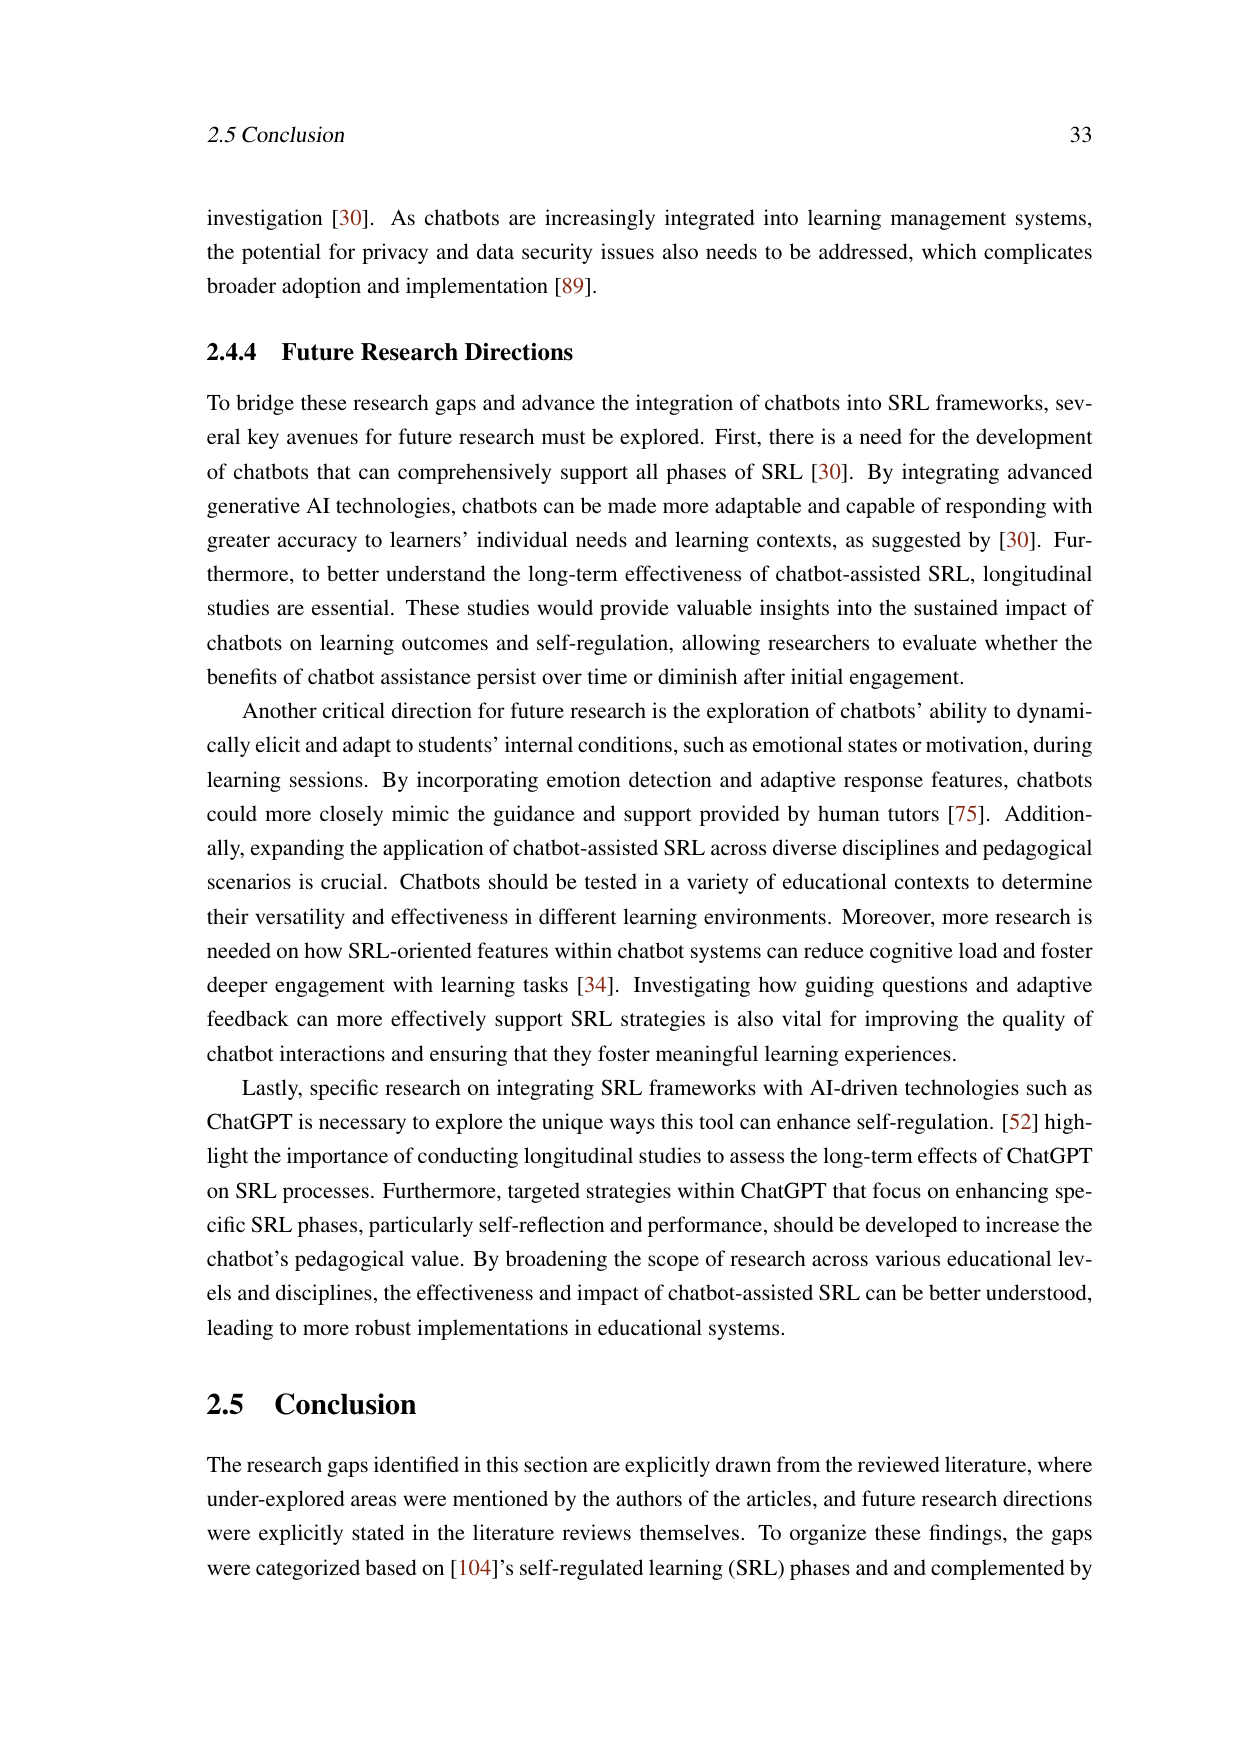 2.5 Conclusion 33
investigation [30]. As chatbots are increasingly integrated into learning management systems,
the potential for privacy and data security issues also needs to be addressed, which complicates
broader adoption and implementation [89].
2.4.4 Future Research Directions
To bridge these research gaps and advance the integration of chatbots into SRL frameworks, sev-
eral key avenues for future research must be explored. First, there is a need for the development
of chatbots that can comprehensively support all phases of SRL [30]. By integrating advanced
generative AI technologies, chatbots can be made more adaptable and capable of responding with
greater accuracy to learners’ individual needs and learning contexts, as suggested by [30]. Fur-
thermore, to better understand the long-term effectiveness of chatbot-assisted SRL, longitudinal
studies are essential. These studies would provide valuable insights into the sustained impact of
chatbots on learning outcomes and self-regulation, allowing researchers to evaluate whether the
benefits of chatbot assistance persist over time or diminish after initial engagement.
Another critical direction for future research is the exploration of chatbots’ ability to dynami-
cally elicit and adapt to students’ internal conditions, such as emotional states or motivation, during
learning sessions. By incorporating emotion detection and adaptive response features, chatbots
could more closely mimic the guidance and support provided by human tutors [75]. Addition-
ally, expanding the application of chatbot-assisted SRL across diverse disciplines and pedagogical
scenarios is crucial. Chatbots should be tested in a variety of educational contexts to determine
their versatility and effectiveness in different learning environments. Moreover, more research is
needed on how SRL-oriented features within chatbot systems can reduce cognitive load and foster
deeper engagement with learning tasks [34]. Investigating how guiding questions and adaptive
feedback can more effectively support SRL strategies is also vital for improving the quality of
chatbot interactions and ensuring that they foster meaningful learning experiences.
Lastly, specific research on integrating SRL frameworks with AI-driven technologies such as
ChatGPT is necessary to explore the unique ways this tool can enhance self-regulation. [52] high-
light the importance of conducting longitudinal studies to assess the long-term effects of ChatGPT
on SRL processes. Furthermore, targeted strategies within ChatGPT that focus on enhancing spe-
cific SRL phases, particularly self-reflection and performance, should be developed to increase the
chatbot’s pedagogical value. By broadening the scope of research across various educational lev-
els and disciplines, the effectiveness and impact of chatbot-assisted SRL can be better understood,
leading to more robust implementations in educational systems.
2.5 Conclusion
The research gaps identified in this section are explicitly drawn from the reviewed literature, where
under-explored areas were mentioned by the authors of the articles, and future research directions
were explicitly stated in the literature reviews themselves. To organize these findings, the gaps
were categorized based on [104]’s self-regulated learning (SRL) phases and and complemented by